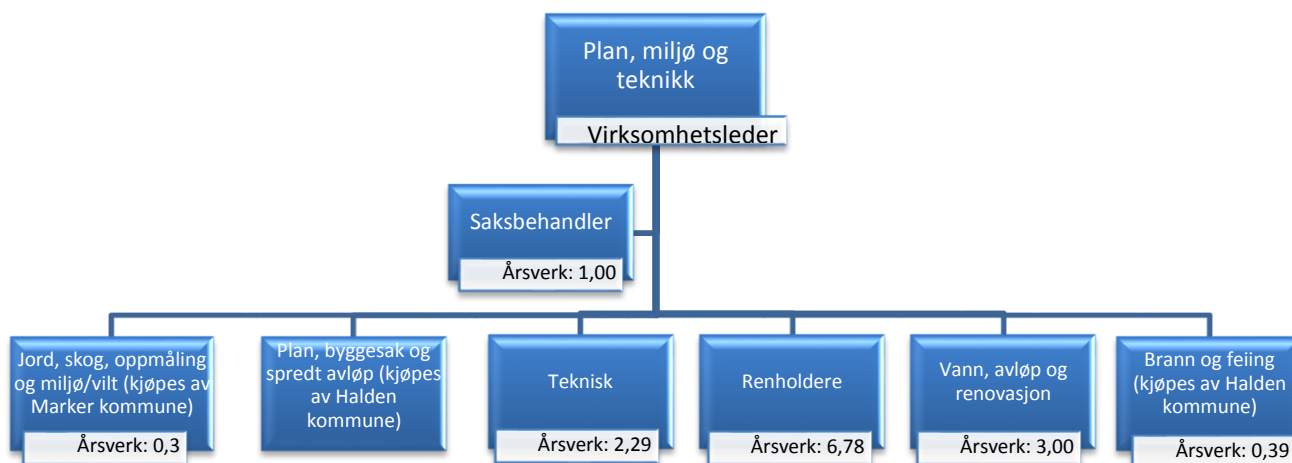 Plan, miljø og
teknikk
Virksomhetsleder
Saksbehandler
Årsverk: 1,00
Jord, skog, oppmåling
og miljø/vilt (kjøpes av
Marker kommune)
Årsverk: 0,3
Plan, byggesak og
spredt avløp (kjøpes
av Halden
kommune)
Teknisk
Årsverk: 2,29
Renholdere
Årsverk: 6,78
Vann, avløp og
renovasjon
Årsverk: 3,00
Brann og feiing
(kjøpes av Halden
kommune)
Årsverk: 0,39